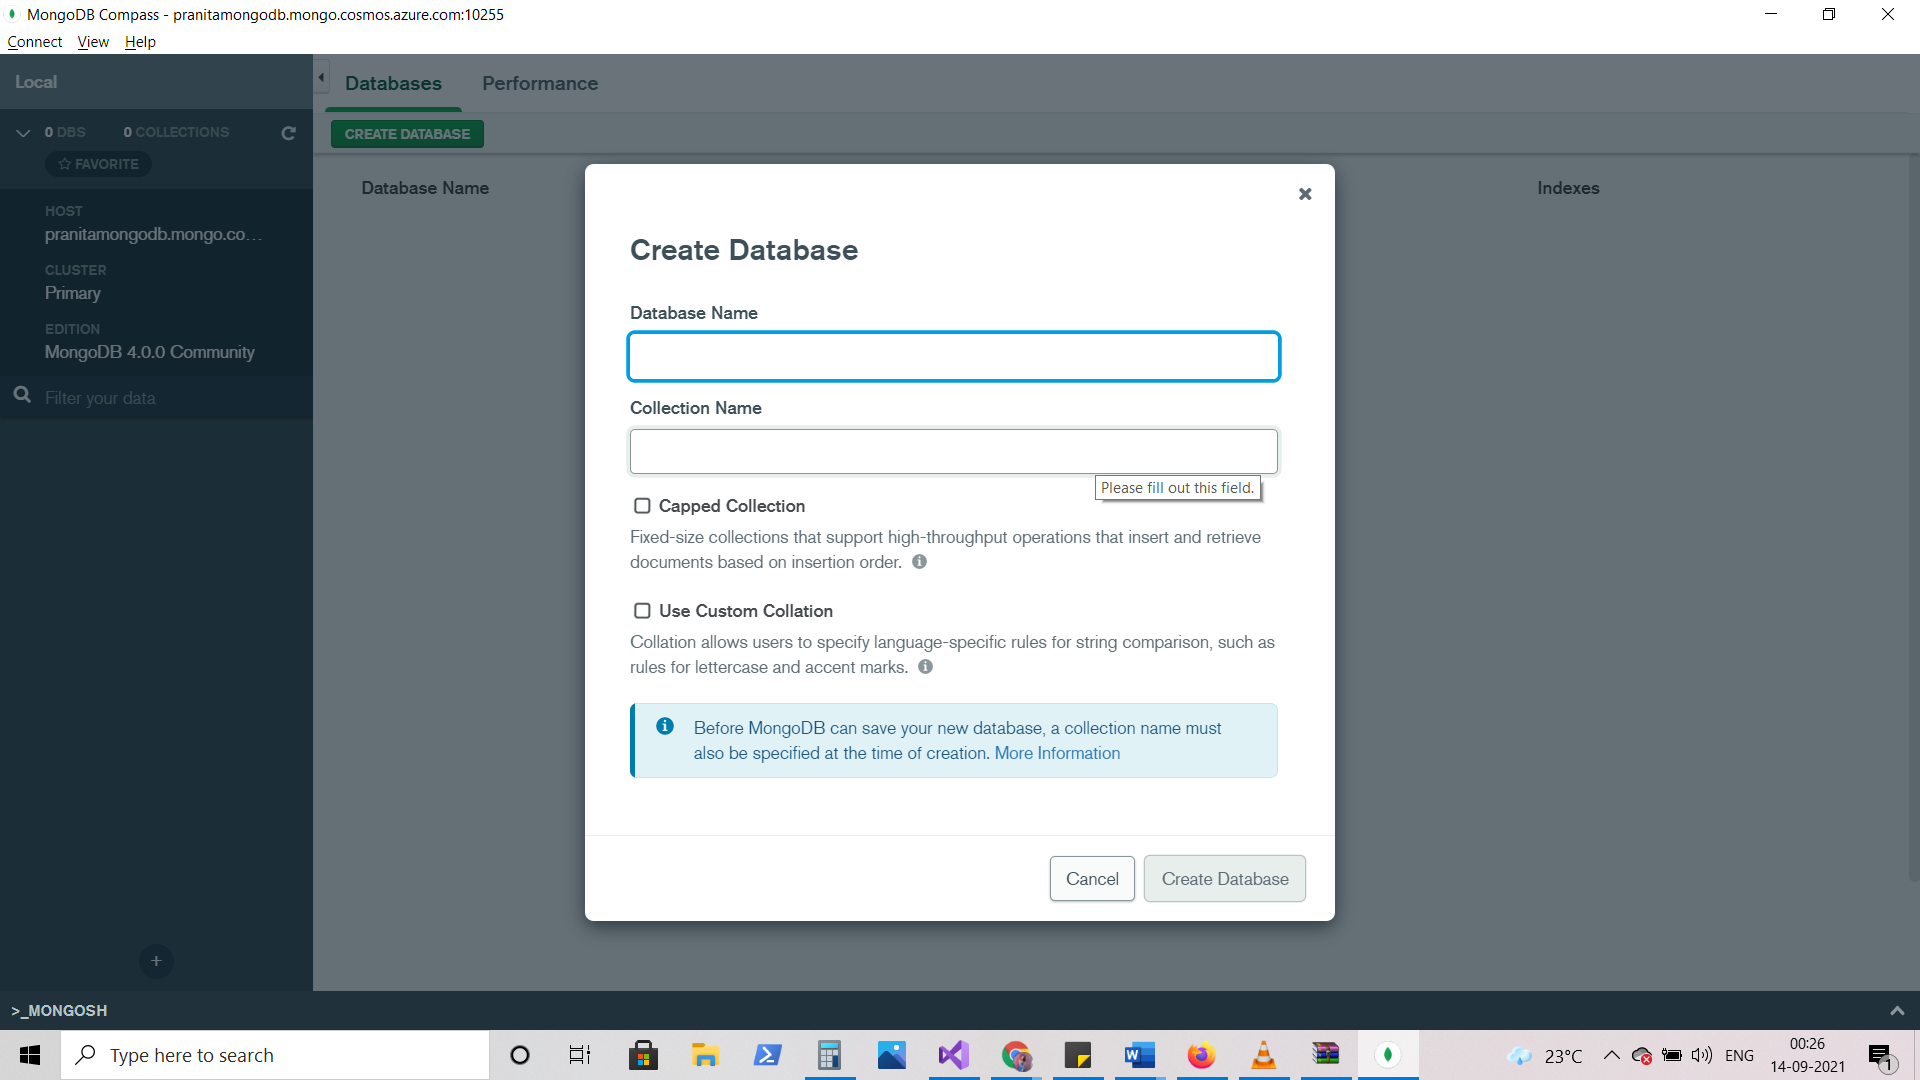 MongoDB Compass - pranitamongodb.mongo.cosmos.azure.com:10255
Connect View Help
Local
Databases Performance
0 DBS 0 COLLECTIONS
FAVORITE
CREATE DATABASE
Database Name
Indexes
HOST
pranitamongodb.mongo.co...
CLUSTER
Primary
EDITION
MongoDB 4.0.0 Community
Filter your data
Create Database
Database Name
Collection Name
Please fill out this field.
Capped Collection
Fixed-size collections that support high-throughput operations that insert and retrieve
documents based on insertion order.
Use Custom Collation
Collation allows users to specify language-specific rules for string comparison, such as
rules for lettercase and accent marks.
Before MongoDB can save your new database, a collection name must
also be specified at the time of creation. More Information
Cancel Create Database
>_MONGOSH
Type here to search
23°C ENG
00:26
14-09-2021
1